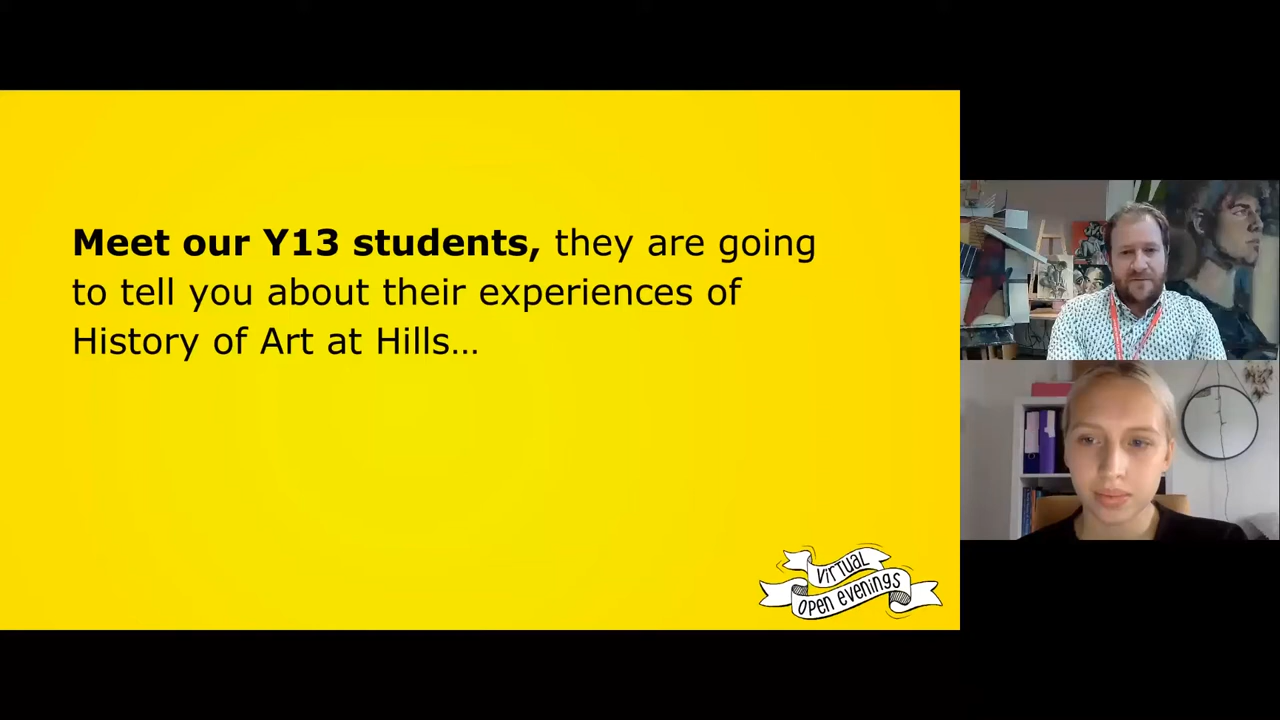 Meet our Y13 students, they are going
to tell you about their experiences of
History of Art at Hills…
VIRTUAL
OPEN EVENINGS